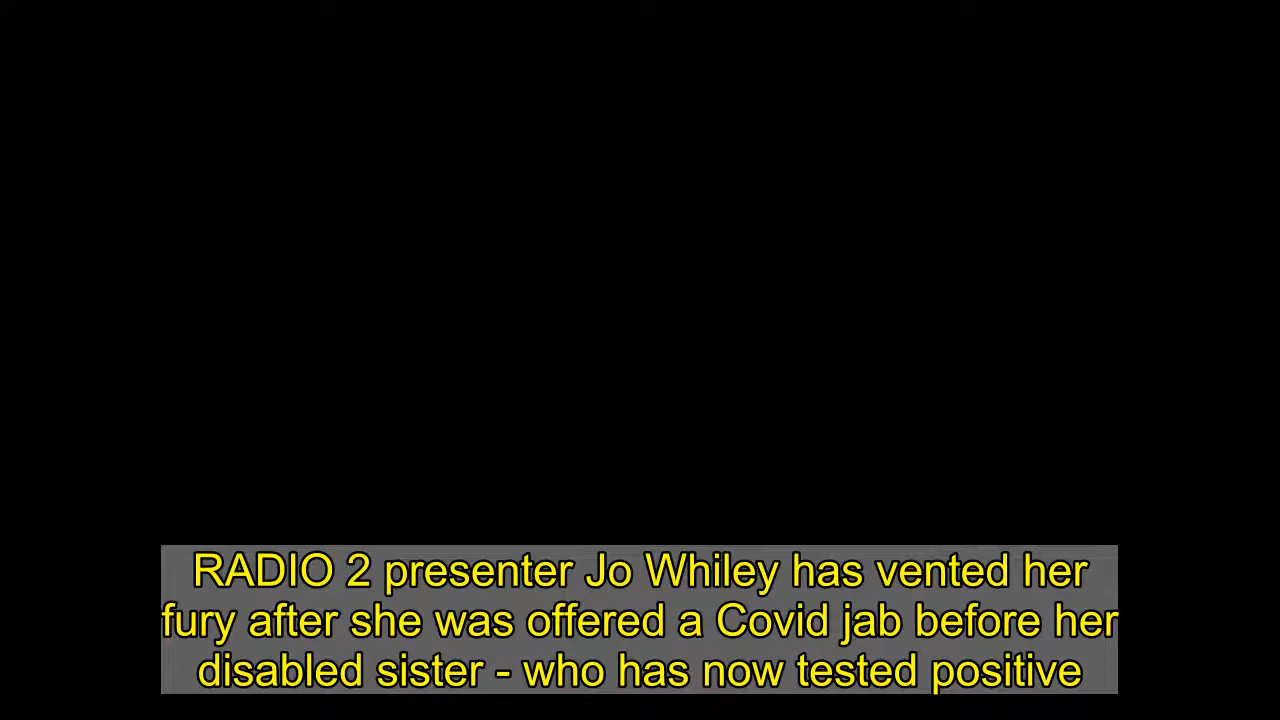 RADIO 2 presenter Jo Whiley has vented her
fury after she was offered a Covid jab before her
disabled sister - who has now tested positive